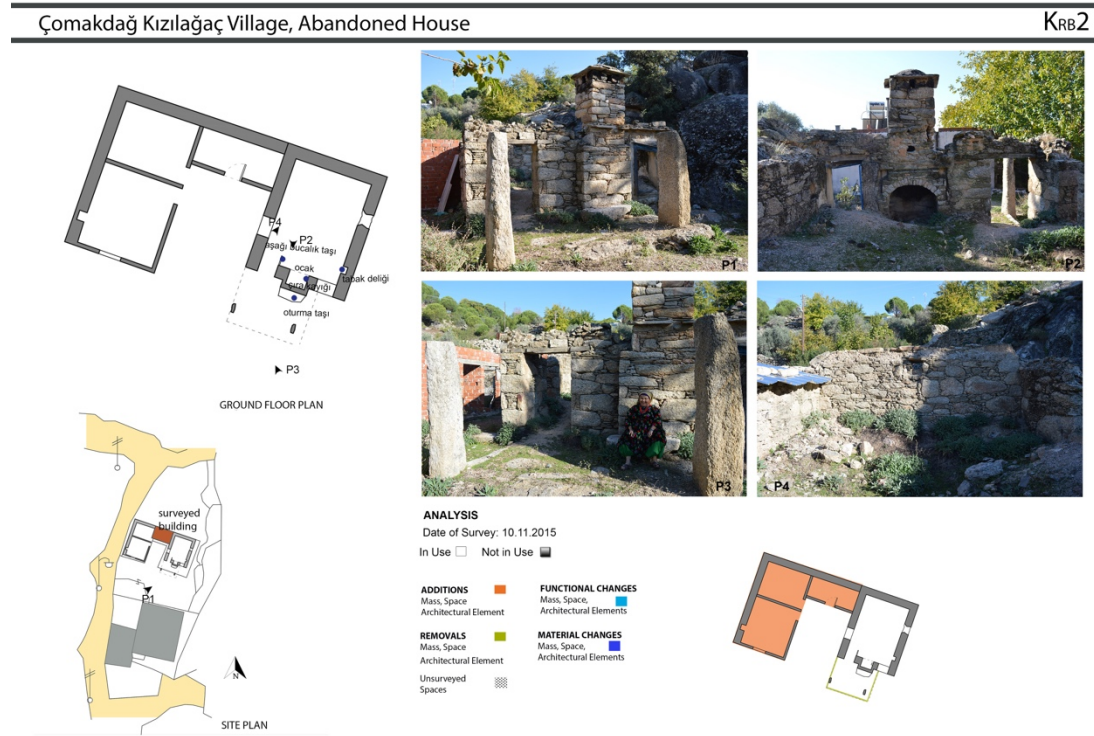 Çomakdağ Kızılağaç Village, Abandoned House
KRB2
P4
P2
aşağı bucalık taşı
ocak
tabak deliği
oturma taşı
P3
GROUND FLOOR PLAN
surveyed
building
P1
N
SITE PLAN
P1
P2
P3
P4
ANALYSIS
Date of Survey: 10.11.2015
In Use Not in Use
ADDITIONS
Mass, Space
Architectural Element
FUNCTIONAL CHANGES
Mass, Space,
Architectural Elements
REMOVALS
Mass, Space
Architectural Element
MATERIAL CHANGES
Mass, Space,
Architectural Elements
Unsurveyed
Spaces